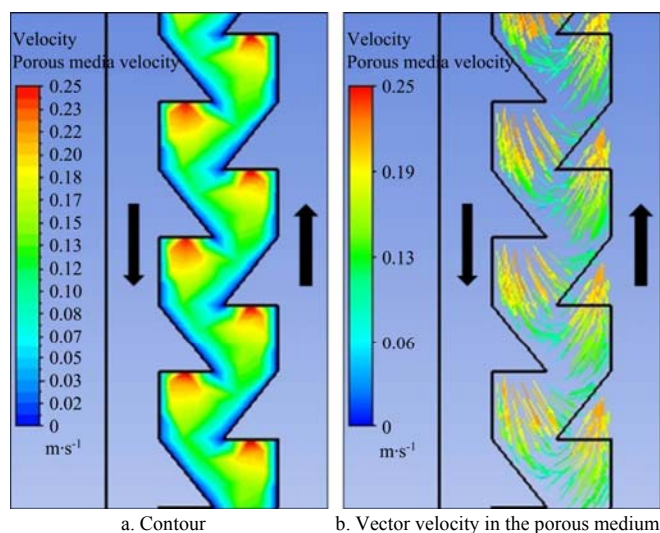 Velocity
Porous media velocity
0.25
0.23
0.22
0.20
0.18
0.17
0.15
0.13
0.12
0.10
0.08
0.07
0.05
0.03
0.02
0
m·s⁻¹
a. Contour
Velocity
Porous media velocity
0.25
0.19
0.13
0.06
0
m·s⁻¹
b. Vector velocity in the porous medium